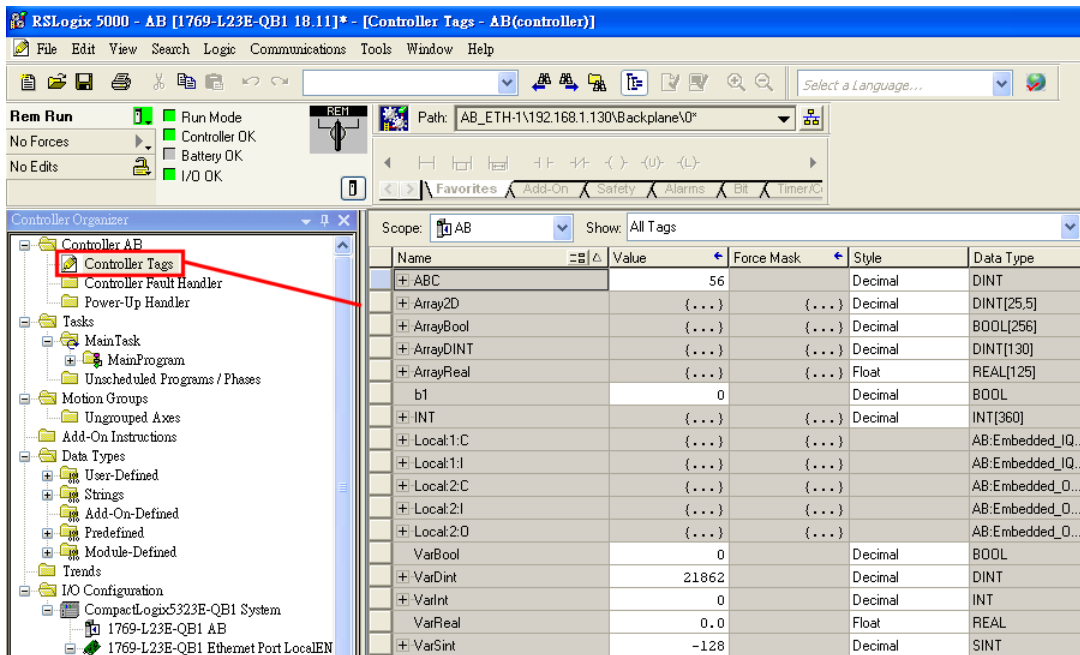 RSLogix 5000 - AB [1769-L23E-QB1 18.11]* - [Controller Tags - AB(controller)]
File Edit View Search Logic Communications Tools Window Help
Select a Language...
Rem Run
No Forces
No Edits
Run Mode
Controller OK
Battery OK
I/O OK
REM
Path: AB_ETH-1\192.168.1.130\Backplane\0*
Favorites Add-On Safety Alarms Bit Timer/C
Controller Organizer
Controller AB
Controller Tags
Controller Fault Handler
Power-Up Handler
Tasks
MainTask
MainProgram
Unscheduled Programs / Phases
Motion Groups
Ungrouped Axes
Add-On Instructions
Data Types
User-Defined
Strings
Add-On-Defined
Predefined
Module-Defined
Trends
I/O Configuration
CompactLogix5323E-QB1 System
1769-L23E-QB1 AB
1769-L23E-QB1 Ethernet Port LocalEN
Scope: AB Show: All Tags
Name Value Force Mask Style Data Type
ABC 56 Decimal DINT
Array2D {...} {...} Decimal DINT[25,5]
ArrayBool {...} {...} Decimal BOOL[256]
ArrayDINT {...} {...} Decimal DINT[130]
ArrayReal {...} {...} Float REAL[125]
b1 0 Decimal BOOL
INT {...} {...} Decimal INT[360]
Local:1:C {...} {...} AB:Embedded_IQ...
Local:1:I {...} {...} AB:Embedded_IQ...
Local:2:C {...} {...} AB:Embedded_O...
Local:2:I {...} {...} AB:Embedded_O...
Local:2:O {...} {...} AB:Embedded_O...
VarBool 0 Decimal BOOL
VarDint 21862 Decimal DINT
VarInt 0 Decimal INT
VarReal 0.0 Float REAL
VarSint -128 Decimal SINT